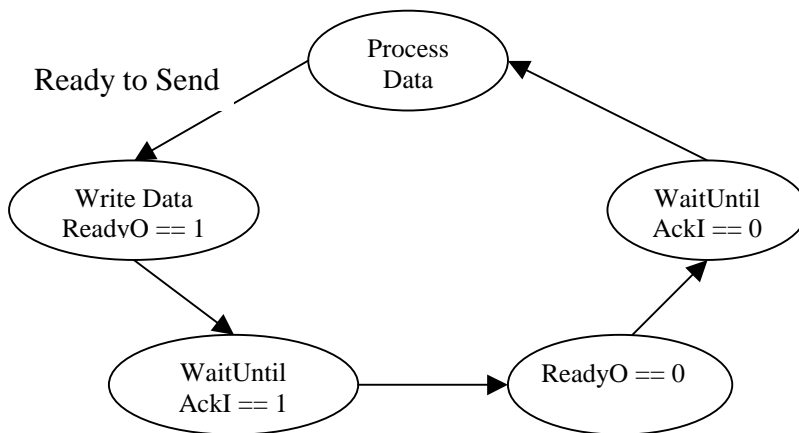 Process
Data
Ready to Send
Write Data
ReadyO == 1
WaitUntil
AckI == 0
WaitUntil
AckI == 1
ReadyO == 0